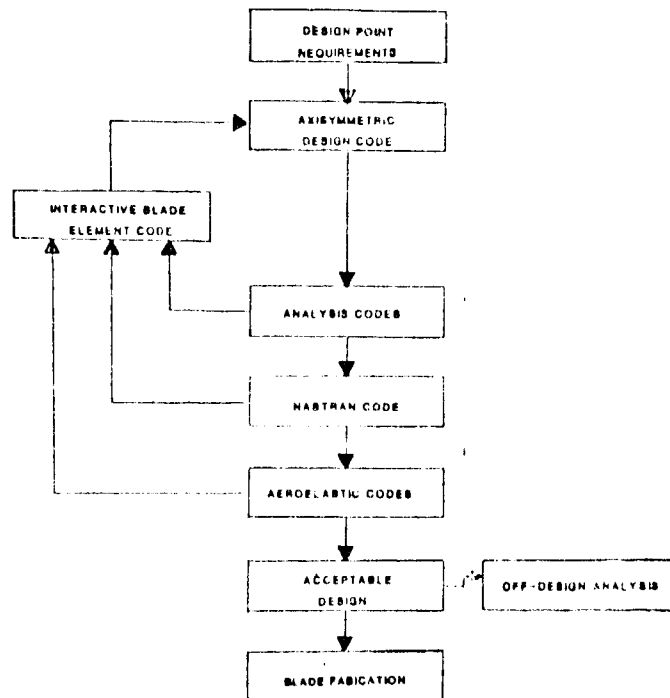 DESIGN POINT
REQUIREMENTS
AXISYMMETRIC
DESIGN CODE
INTERACTIVE BLADE
ELEMENT CODE
ANALYSIS CODES
NASTRAN CODE
AEROELASTIC CODES
ACCEPTABLE
DESIGN
OFF-DESIGN ANALYSIS
BLADE FABICATION